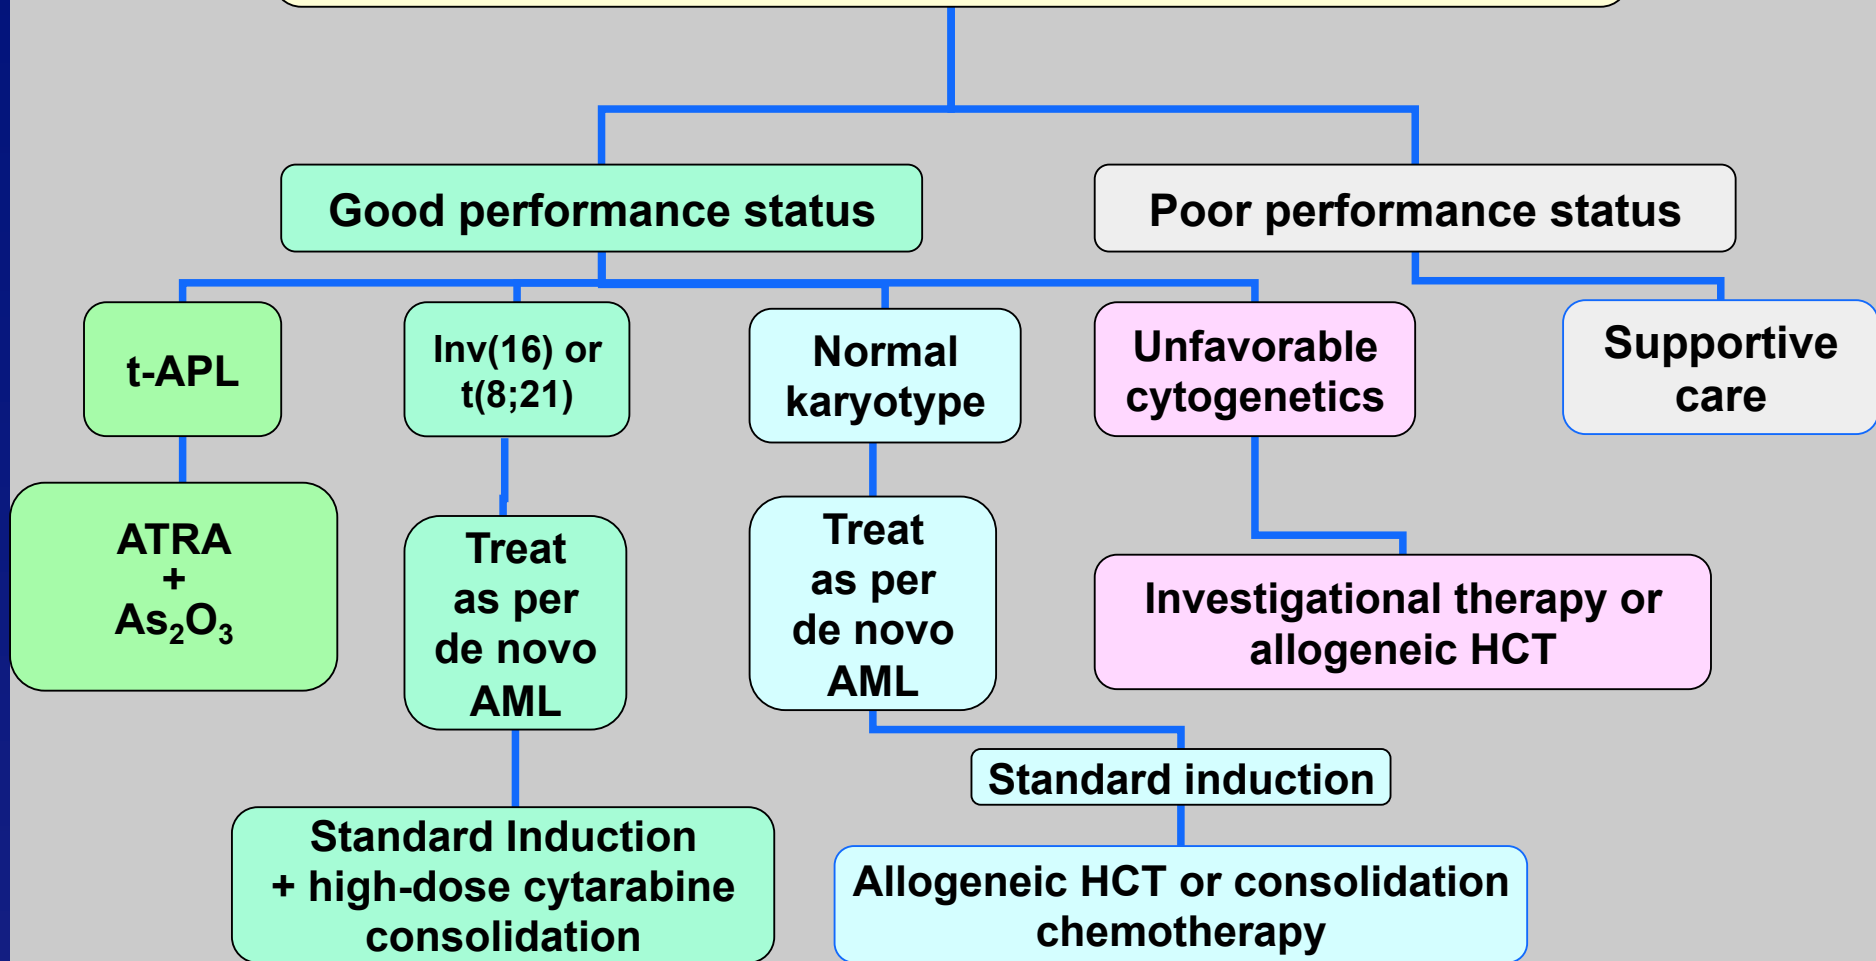 Good performance status
Poor performance status
t-APL
Inv(16) or
t(8;21)
Normal
karyotype
Unfavorable
cytogenetics
Supportive
care
ATRA
+
As₂O₃
Treat
as per
de novo
AML
Treat
as per
de novo
AML
Investigational therapy or
allogeneic HCT
Standard induction
Standard Induction
+ high-dose cytarabine
consolidation
Allogeneic HCT or consolidation
chemotherapy